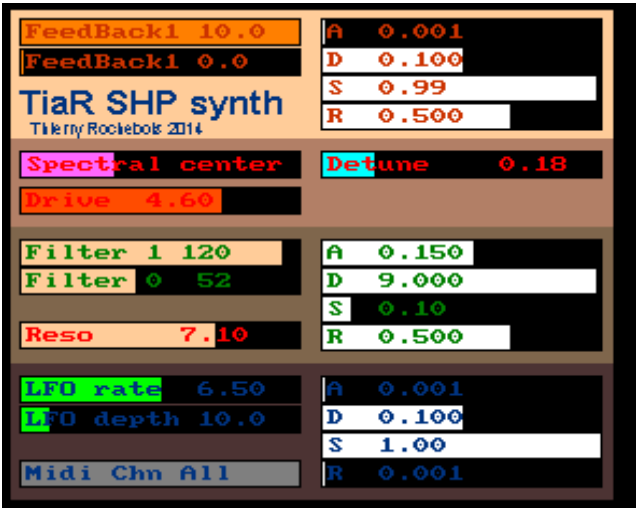 FeedBack1 10.0
FeedBack1 0.0
TiaR SHP synth
Thierry Rochebois 2014
A 0.001
D 0.100
S 0.99
R 0.500
Spectral center
Drive 4.60
Detune 0.18
Filter 1 120
Filter 0 52
Reso 7.10
A 0.150
D 9.000
S 0.10
R 0.500
LFO rate 6.50
LFO depth 10.0
Midi Chn All
A 0.001
D 0.100
S 1.00
R 0.001